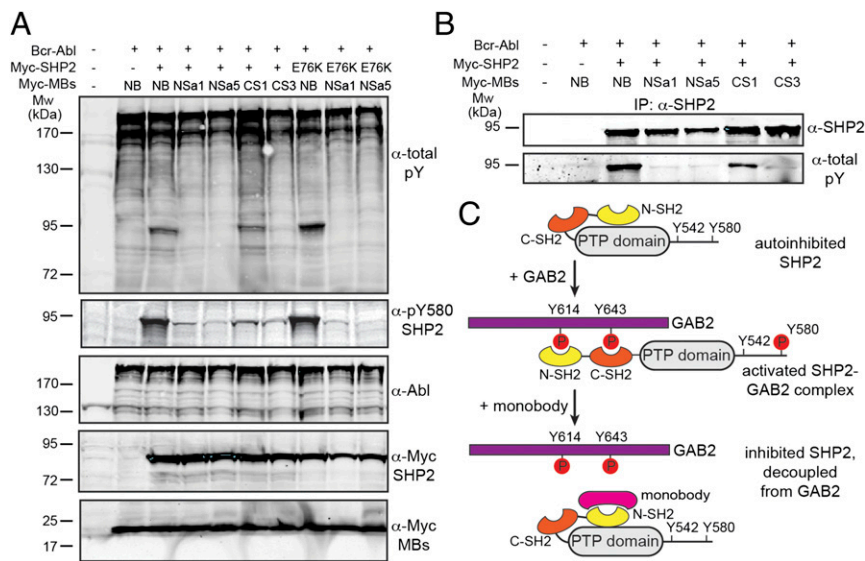 A
Bcr-Abl - + + + + + + + + +
Myc-SHP2 - - + + + + + E76K E76K E76K
Myc-MBs - NB NB NSa1 NSa5 CS1 CS3 NB NSa1 NSa5
Mw
(kDa)
170
130
95
72
α-total
pY
95
α-pY580
SHP2
170
130
α-Abl
95
72
α-Myc
SHP2
25
17
α-Myc
MBs
B
Bcr-Abl - + + + + + +
Myc-SHP2 - - + + + + +
Myc-MBs - NB NB NSa1 NSa5 CS1 CS3
Mw
(kDa)
IP: α-SHP2
95
α-SHP2
95
α-total
pY
C
N-SH2
C-SH2
PTP domain
Y542 Y580
autoinhibited
SHP2
+ GAB2
Y614 Y643
GAB2
P P
N-SH2
C-SH2
PTP domain
Y542
Y580
P
activated SHP2-
GAB2 complex
+ monobody
Y614 Y643
GAB2
P P
inhibited SHP2,
decoupled
from GAB2
monobody
N-SH2
C-SH2
PTP domain
Y542 Y580